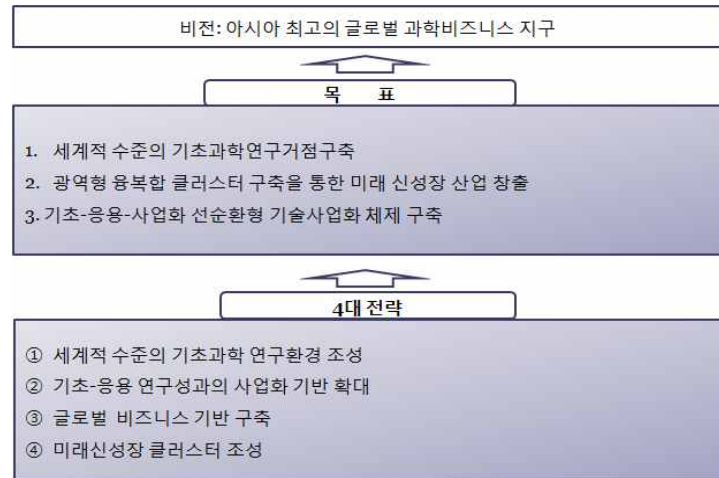 비전: 아시아 최고의 글로벌 과학비즈니스 지구
목 표
1. 세계적 수준의 기초과학연구거점구축
2. 광역형 융복합 클러스터 구축을 통한 미래 신성장 산업 창출
3. 기초-응용-사업화 선순환형 기술사업화 체제 구축
4대 전략
① 세계적 수준의 기초과학 연구환경 조성
② 기초-응용 연구성과의 사업화 기반 확대
③ 글로벌 비즈니스 기반 구축
④ 미래신성장 클러스터 조성